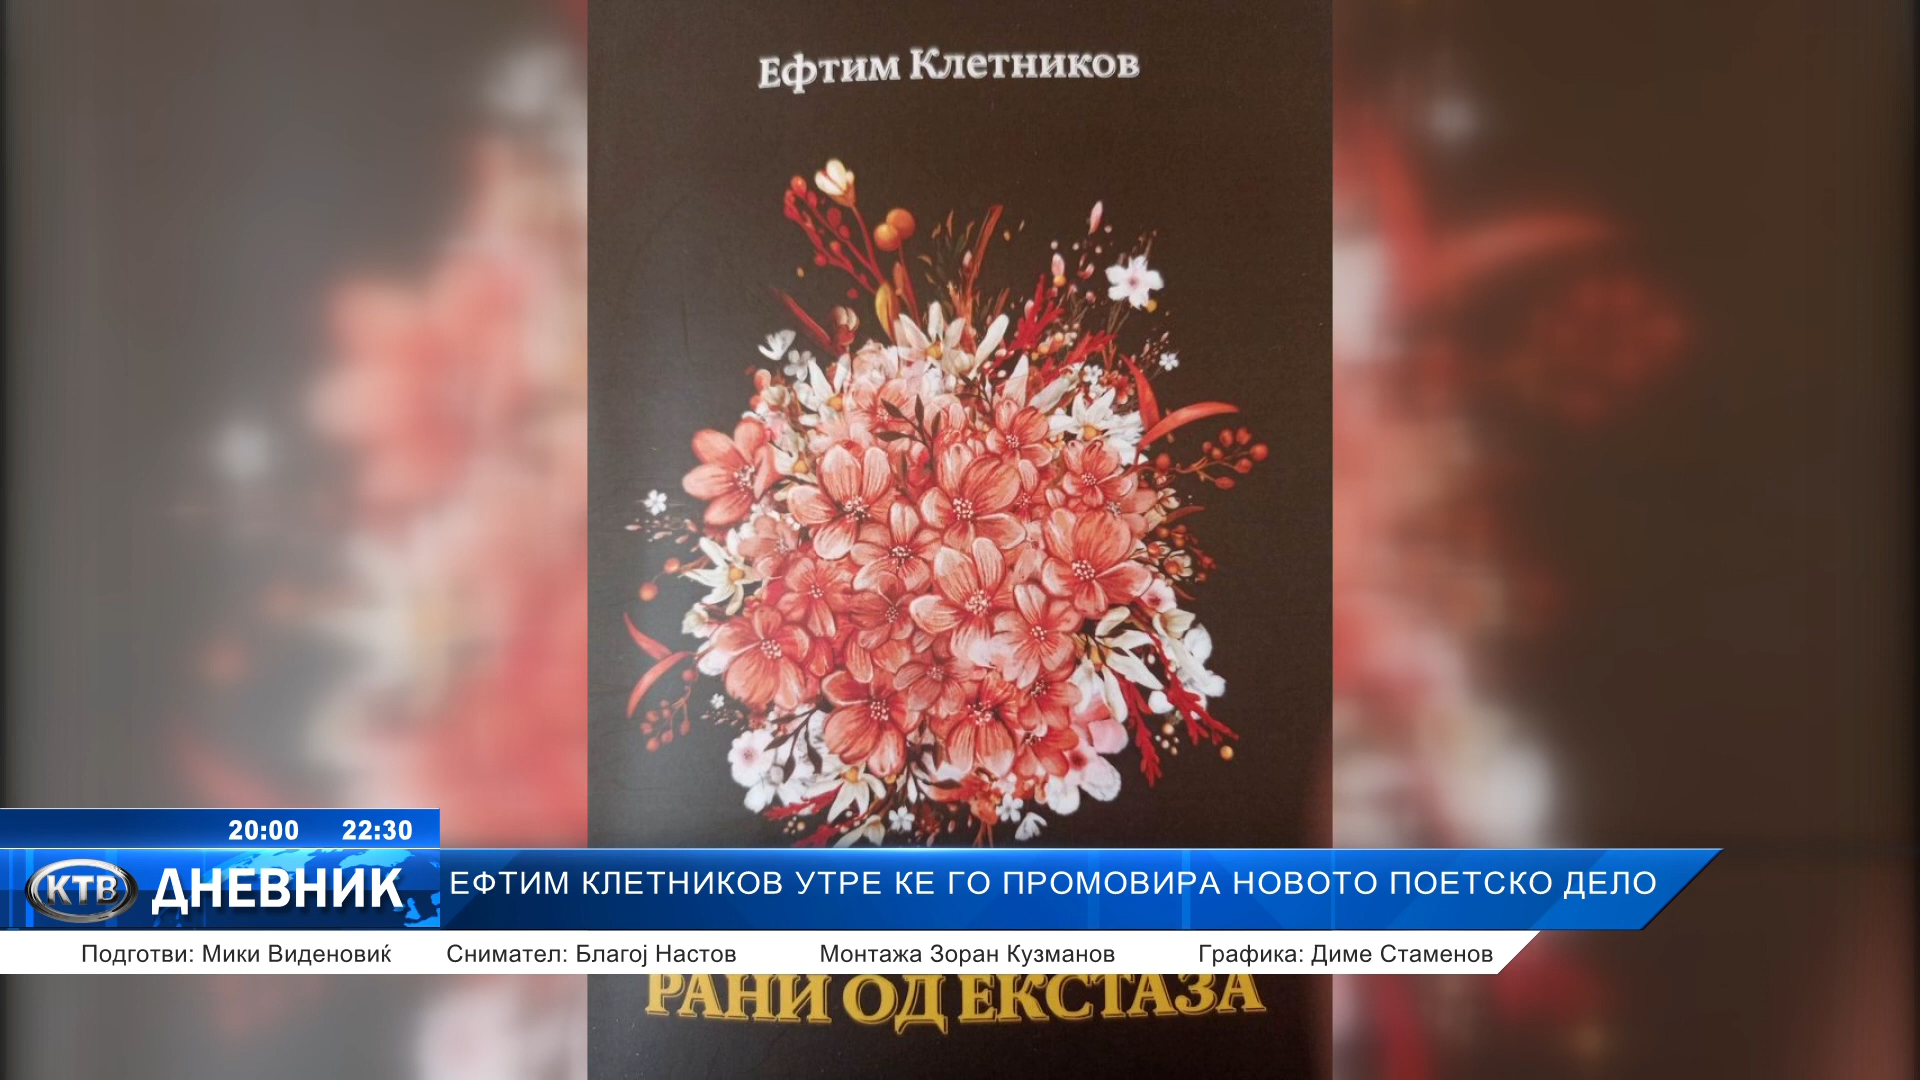 Ефтим Клетников
20:00 22:30
КТВ ДНЕВНИК
ЕФТИМ КЛЕТНИКОВ УТРЕ КЕ ГО ПРОМОВИРА НОВОТО ПОЕТСКО ДЕЛО
Подготви: Мики Виденовиќ Снимател: Благој Настов Монтажа Зоран Кузманов Графика: Диме Стаменов
РАНИ ОД ЕКСТАЗА